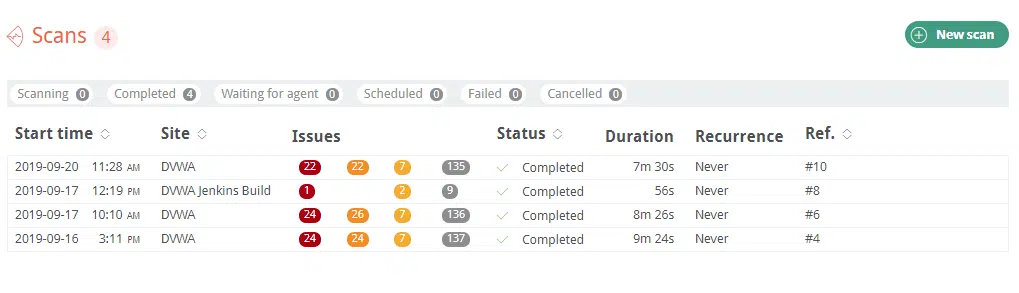 Scans 4
New scan
Scanning 0 Completed 4 Waiting for agent 0 Scheduled 0 Failed 0 Cancelled 0
Start time Site Issues Status Duration Recurrence Ref.
2019-09-20 11:28 AM DVWA 22 22 7 135 Completed 7m 30s Never #10
2019-09-17 12:19 PM DVWA Jenkins Build 1 2 9 Completed 56s Never #8
2019-09-17 10:10 AM DVWA 24 26 7 136 Completed 8m 26s Never #6
2019-09-16 3:11 PM DVWA 24 24 7 137 Completed 9m 24s Never #4